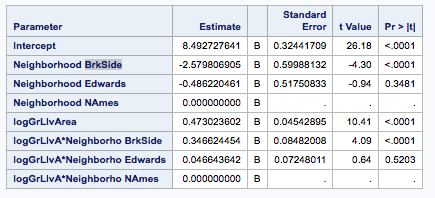 Parameter Estimate Standard Error t Value Pr > |t|
Intercept 8.492727641 B 0.32441709 26.18 <.0001
Neighborhood BrkSide -2.579806905 B 0.59988132 -4.30 <.0001
Neighborhood Edwards -0.486220461 B 0.51750833 -0.94 0.3481
Neighborhood NAmes 0.000000000 B . . .
logGrLIvArea 0.473023602 B 0.04542895 10.41 <.0001
logGrLIvA*Neighborho BrkSide 0.346624454 B 0.08482008 4.09 <.0001
logGrLIvA*Neighborho Edwards 0.046643642 B 0.07248011 0.64 0.5203
logGrLIvA*Neighborho NAmes 0.000000000 B . . .